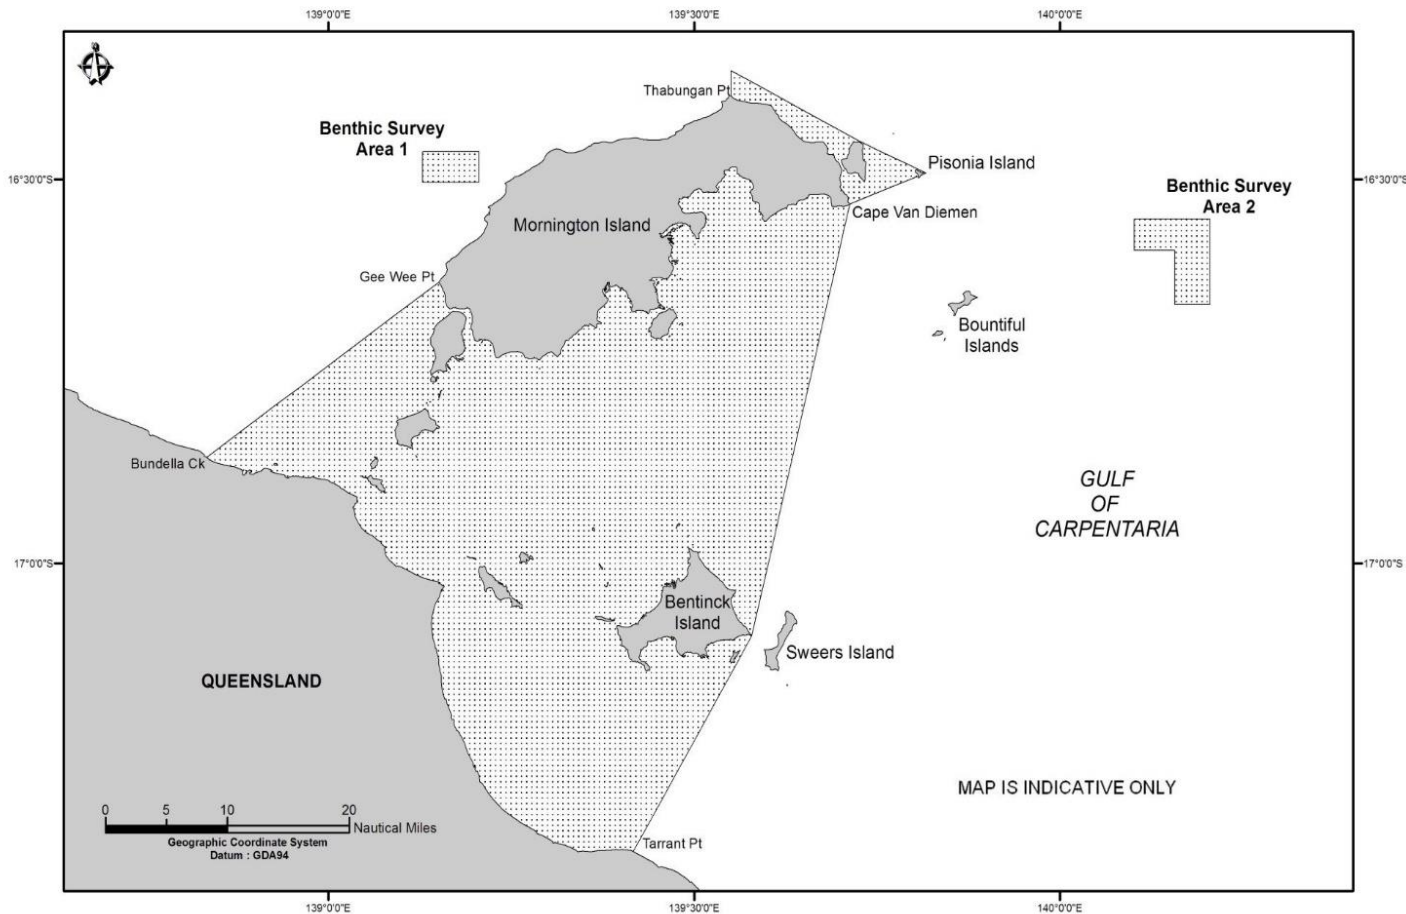 139°0'0"E
139°30'0"E
140°0'0"E
Thabungan Pt
Benthic Survey
Area 1
Pisonia Island
16°30'0"S
16°30'0"S
Benthic Survey
Area 2
Mornington Island
Cape Van Diemen
Gee Wee Pt
Bountiful
Islands
Bundella Ck
GULF
OF
CARPENTARIA
17°0'0"S
17°0'0"S
Bentinck
Island
Sweers Island
QUEENSLAND
MAP IS INDICATIVE ONLY
0 5 10 20
Nautical Miles
Geographic Coordinate System
Datum : GDA94
Tarrant Pt
139°0'0"E
139°30'0"E
140°0'0"E